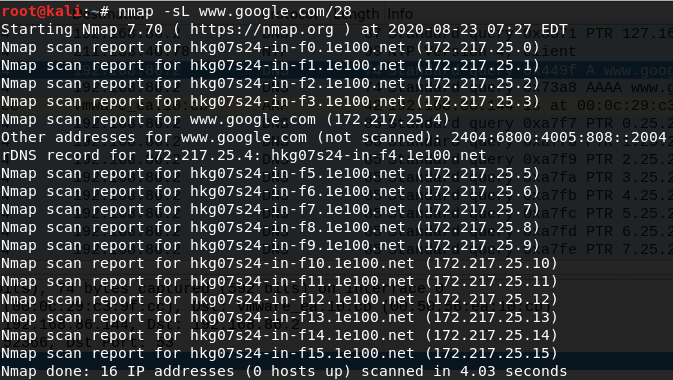 root@kali:~# nmap -sL www.google.com/28
Starting Nmap 7.70 ( https://nmap.org ) at 2020-08-23 07:27 EDT
Nmap scan report for hkg07s24-in-f0.1e100.net (172.217.25.0)
Nmap scan report for hkg07s24-in-f1.1e100.net (172.217.25.1)
Nmap scan report for hkg07s24-in-f2.1e100.net (172.217.25.2)
Nmap scan report for hkg07s24-in-f3.1e100.net (172.217.25.3)
Nmap scan report for www.google.com (172.217.25.4)
Other addresses for www.google.com (not scanned): 2404:6800:4005:808::2004
rDNS record for 172.217.25.4: hkg07s24-in-f4.1e100.net
Nmap scan report for hkg07s24-in-f5.1e100.net (172.217.25.5)
Nmap scan report for hkg07s24-in-f6.1e100.net (172.217.25.6)
Nmap scan report for hkg07s24-in-f7.1e100.net (172.217.25.7)
Nmap scan report for hkg07s24-in-f8.1e100.net (172.217.25.8)
Nmap scan report for hkg07s24-in-f9.1e100.net (172.217.25.9)
Nmap scan report for hkg07s24-in-f10.1e100.net (172.217.25.10)
Nmap scan report for hkg07s24-in-f11.1e100.net (172.217.25.11)
Nmap scan report for hkg07s24-in-f12.1e100.net (172.217.25.12)
Nmap scan report for hkg07s24-in-f13.1e100.net (172.217.25.13)
Nmap scan report for hkg07s24-in-f14.1e100.net (172.217.25.14)
Nmap scan report for hkg07s24-in-f15.1e100.net (172.217.25.15)
Nmap done: 16 IP addresses (0 hosts up) scanned in 4.03 seconds